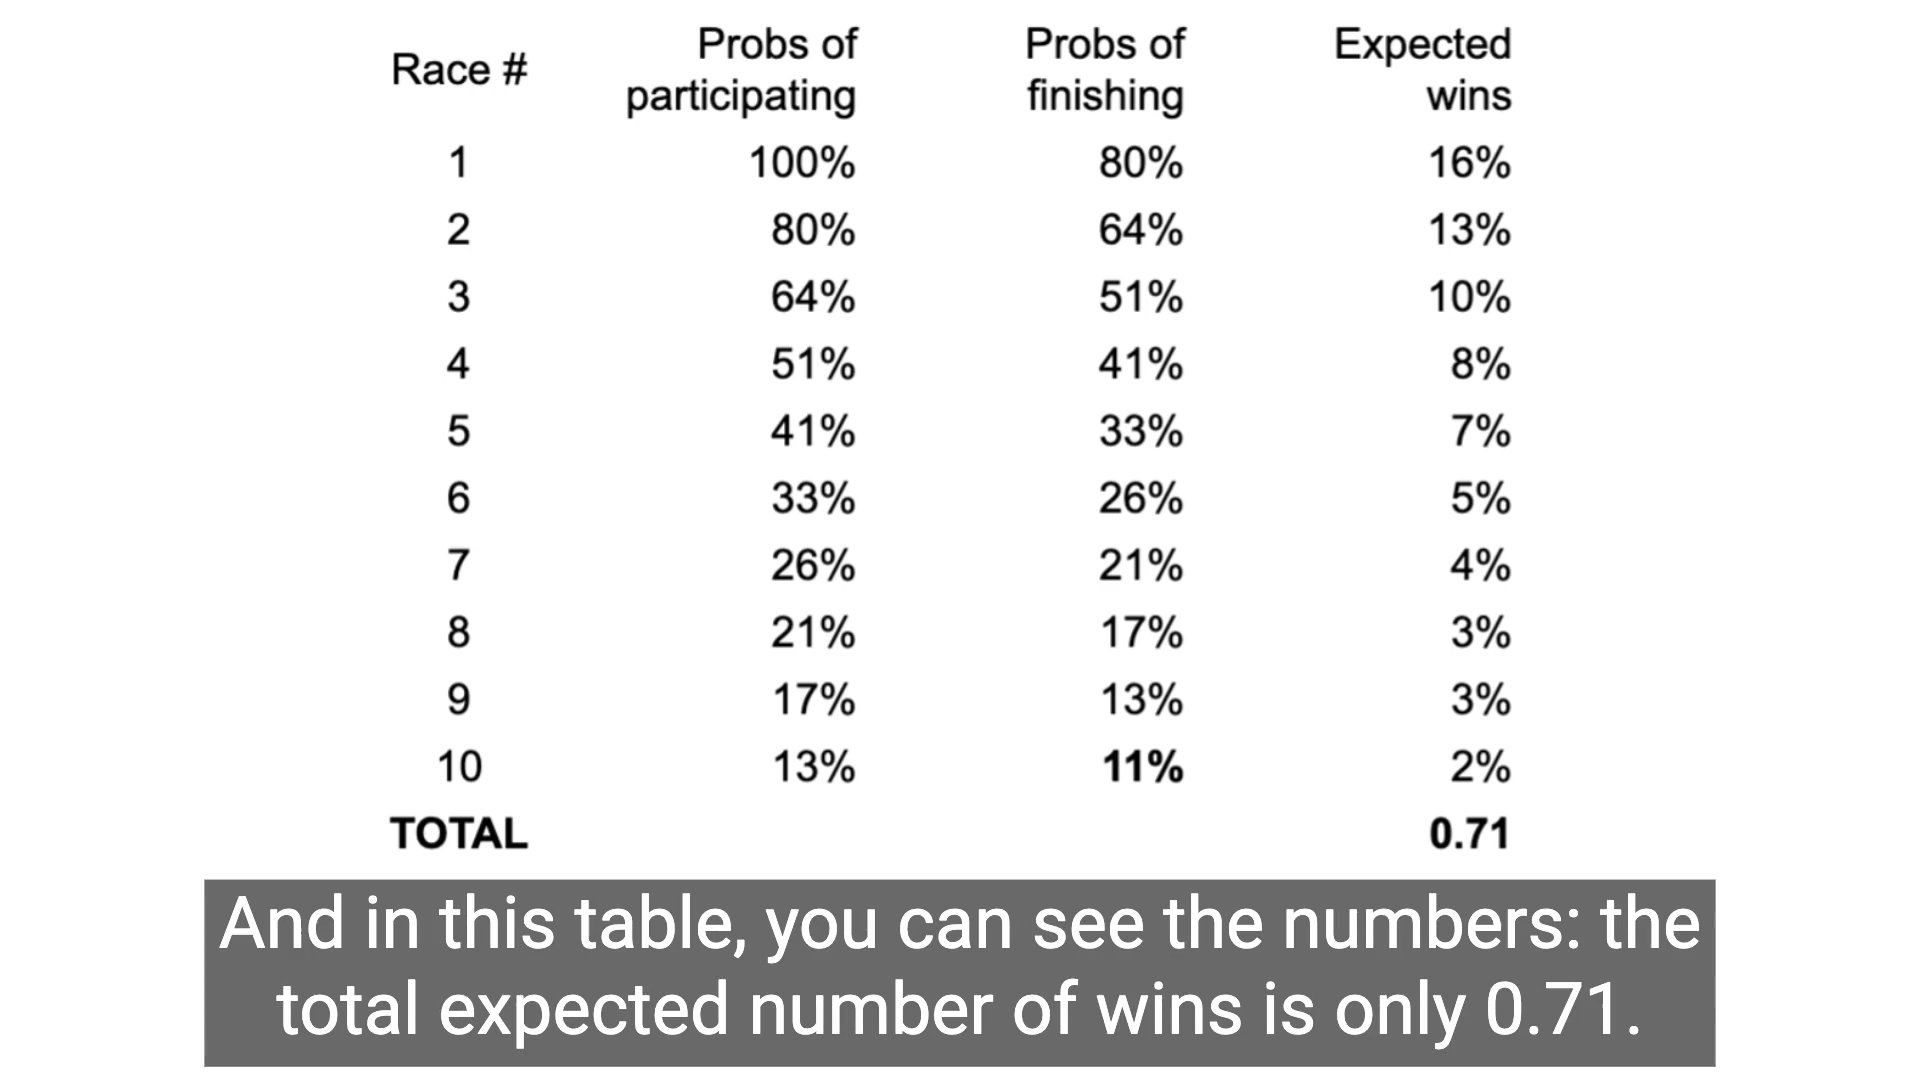 Race # Probs of participating Probs of finishing Expected wins
1 100% 80% 16%
2 80% 64% 13%
3 64% 51% 10%
4 51% 41% 8%
5 41% 33% 7%
6 33% 26% 5%
7 26% 21% 4%
8 21% 17% 3%
9 17% 13% 3%
10 13% 11% 2%
TOTAL 0.71
And in this table, you can see the numbers: the
total expected number of wins is only 0.71.